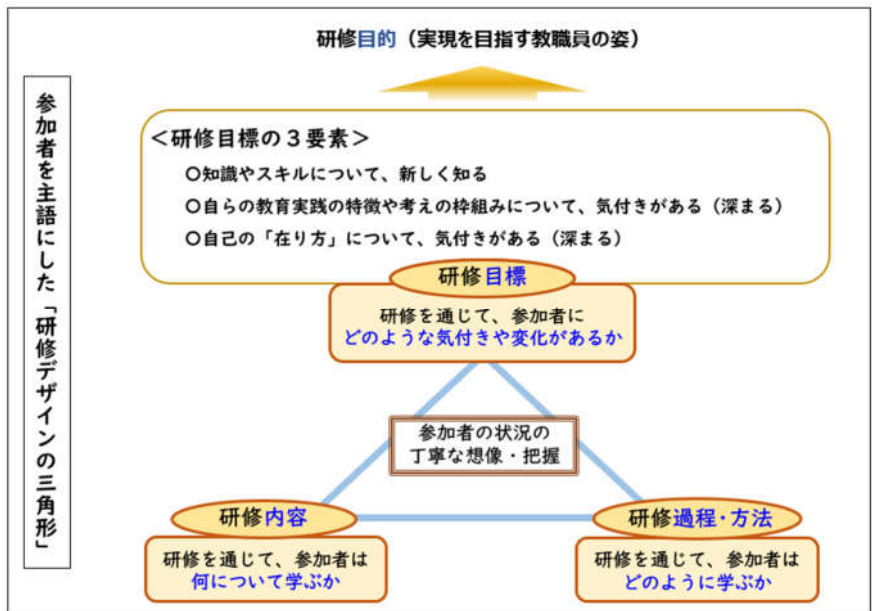 参加者を主語にした「研修デザインの三角形」
研修目的（実現を目指す教職員の姿）
＜研修目標の３要素＞
〇知識やスキルについて、新しく知る
〇自らの教育実践の特徴や考えの枠組みについて、気付きがある（深まる）
〇自己の「在り方」について、気付きがある（深まる）
研修目標
研修を通じて、参加者に
どのような気付きや変化があるか
参加者の状況の
丁寧な想像・把握
研修内容
研修を通じて、参加者は
何について学ぶか
研修過程・方法
研修を通じて、参加者は
どのように学ぶか